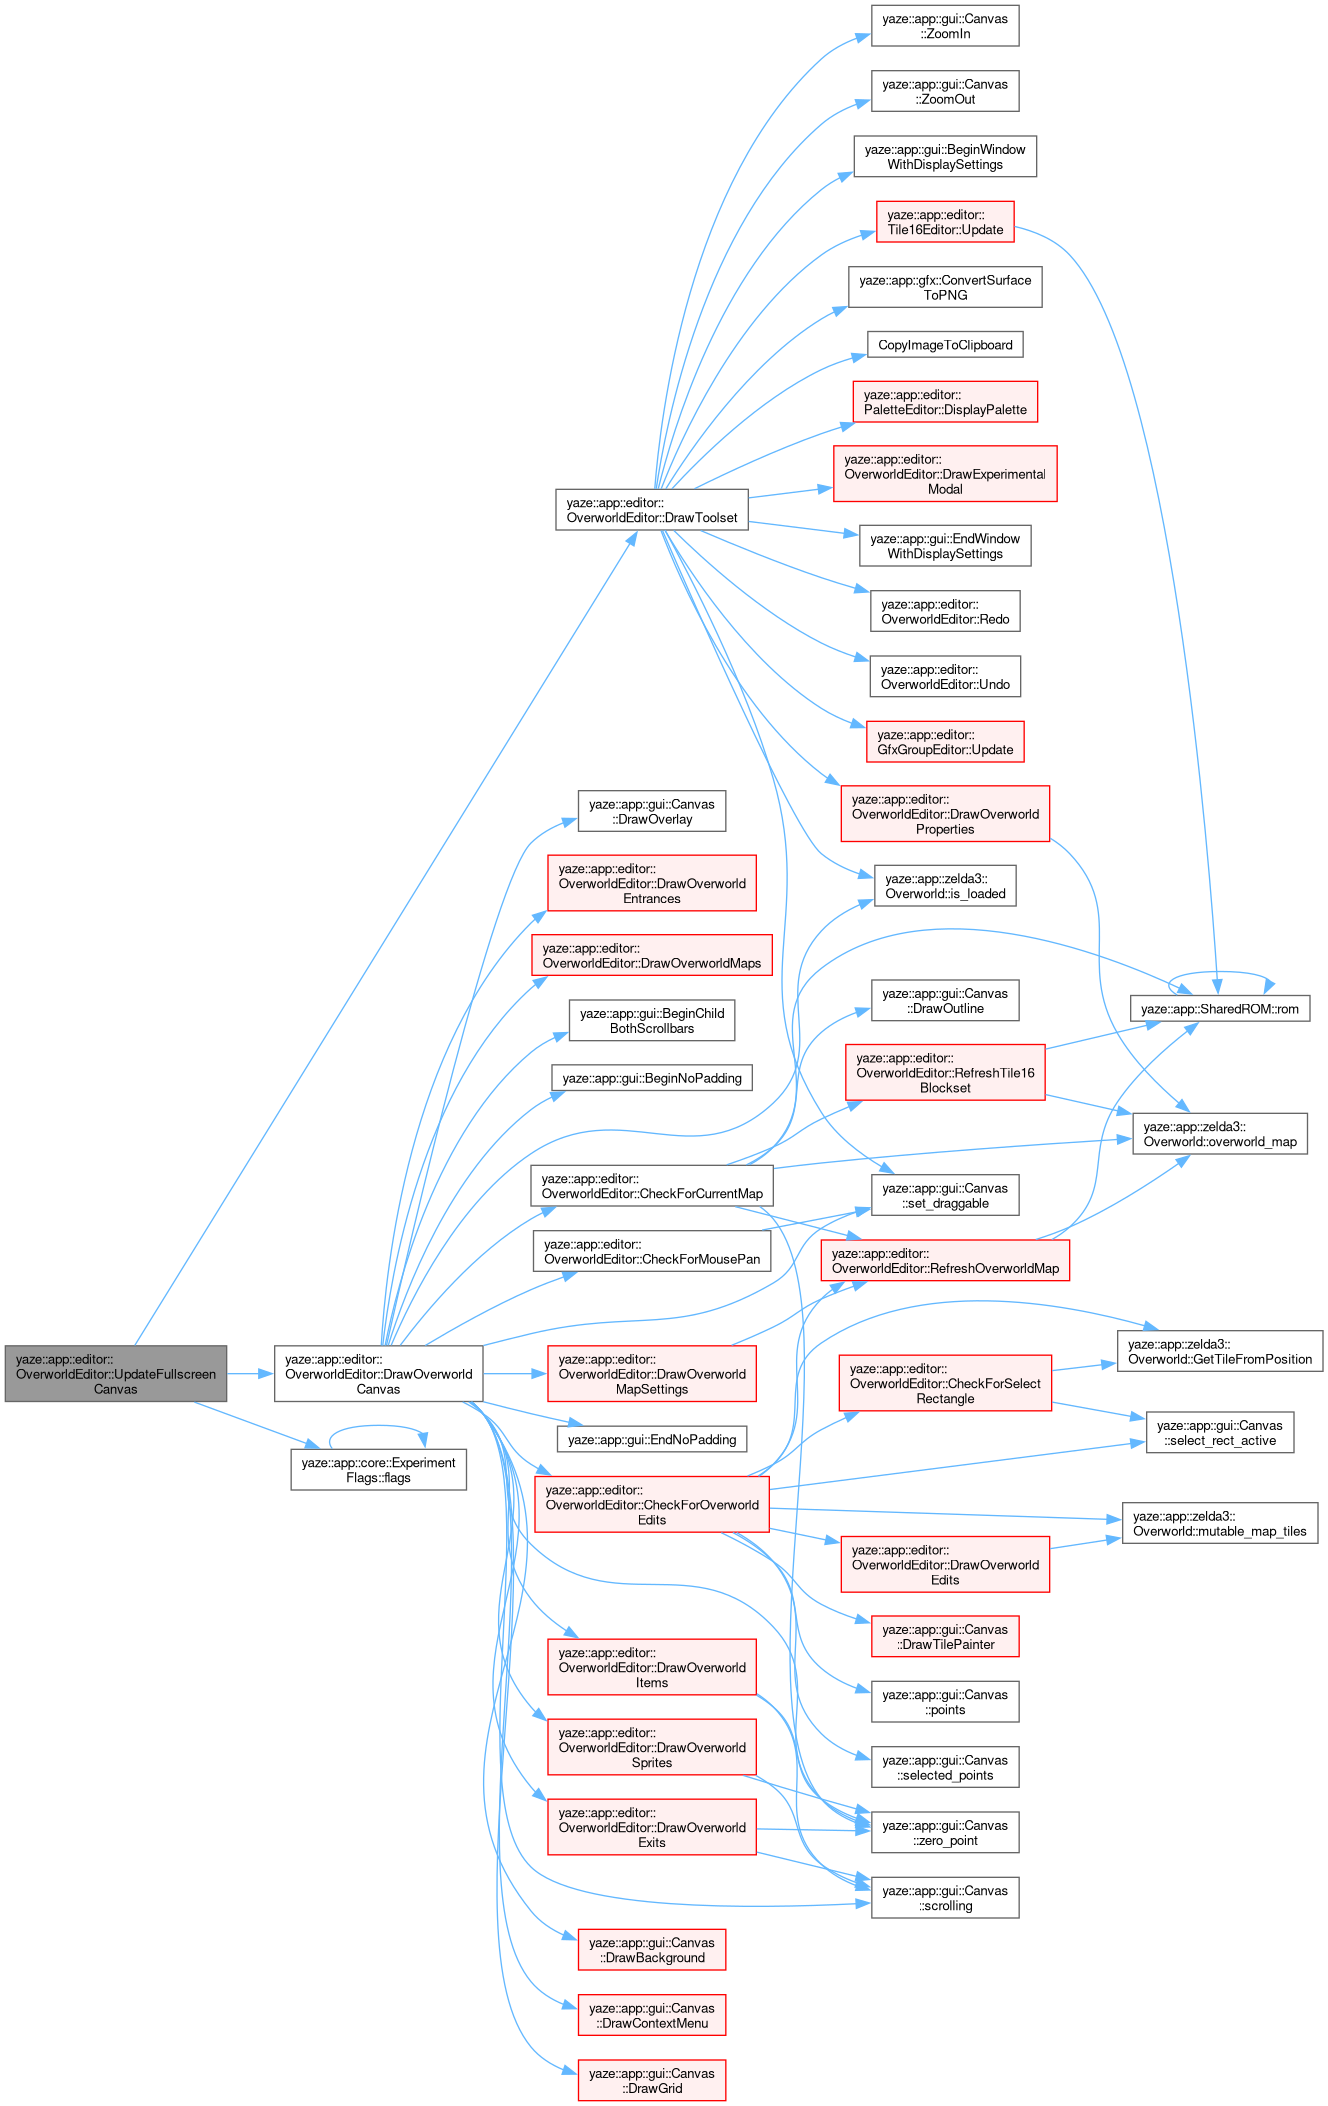 yaze::app::gui::Canvas
::ZoomIn
yaze::app::gui::Canvas
::ZoomOut
yaze::app::gui::BeginWindow
WithDisplaySettings
yaze::app::editor::
Tile16Editor::Update
yaze::app::gfx::ConvertSurface
ToPNG
CopyImageToClipboard
yaze::app::editor::
PaletteEditor::DisplayPalette
yaze::app::editor::
OverworldEditor::DrawExperimental
Modal
yaze::app::editor::
OverworldEditor::DrawToolset
yaze::app::gui::EndWindow
WithDisplaySettings
yaze::app::editor::
OverworldEditor::Redo
yaze::app::editor::
OverworldEditor::Undo
yaze::app::editor::
GfxGroupEditor::Update
yaze::app::gui::Canvas
::DrawOverlay
yaze::app::editor::
OverworldEditor::DrawOverworld
Properties
yaze::app::editor::
OverworldEditor::DrawOverworld
Entrances
yaze::app::zelda3::
Overworld::is_loaded
yaze::app::editor::
OverworldEditor::DrawOverworldMaps
yaze::app::gui::Canvas
::DrawOutline
yaze::app::SharedROM::rom
yaze::app::gui::BeginChild
BothScrollbars
yaze::app::gui::BeginNoPadding
yaze::app::editor::
OverworldEditor::RefreshTile16
Blockset
yaze::app::zelda3::
Overworld::overworld_map
yaze::app::editor::
OverworldEditor::CheckForCurrentMap
yaze::app::gui::Canvas
::set_draggable
yaze::app::editor::
OverworldEditor::CheckForMousePan
yaze::app::editor::
OverworldEditor::RefreshOverworldMap
yaze::app::editor::
OverworldEditor::UpdateFullscreen
Canvas
yaze::app::editor::
OverworldEditor::DrawOverworld
Canvas
yaze::app::editor::
OverworldEditor::DrawOverworld
MapSettings
yaze::app::zelda3::
Overworld::GetTileFromPosition
yaze::app::editor::
OverworldEditor::CheckForSelect
Rectangle
yaze::app::gui::Canvas
::select_rect_active
yaze::app::gui::EndNoPadding
yaze::app::core::Experiment
Flags::flags
yaze::app::editor::
OverworldEditor::CheckForOverworld
Edits
yaze::app::zelda3::
Overworld::mutable_map_tiles
yaze::app::editor::
OverworldEditor::DrawOverworld
Edits
yaze::app::gui::Canvas
::DrawTilePainter
yaze::app::editor::
OverworldEditor::DrawOverworld
Items
yaze::app::gui::Canvas
::points
yaze::app::editor::
OverworldEditor::DrawOverworld
Sprites
yaze::app::gui::Canvas
::selected_points
yaze::app::editor::
OverworldEditor::DrawOverworld
Exits
yaze::app::gui::Canvas
::zero_point
yaze::app::gui::Canvas
::scrolling
yaze::app::gui::Canvas
::DrawBackground
yaze::app::gui::Canvas
::DrawContextMenu
yaze::app::gui::Canvas
::DrawGrid